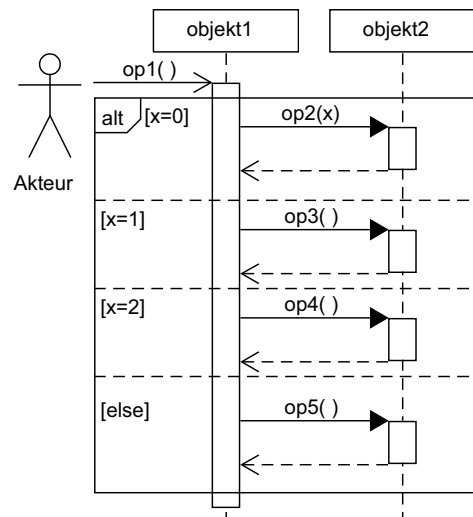 objekt1
objekt2
op1( )
alt
[x=0]
op2(x)
Akteur
[x=1]
op3( )
[x=2]
op4( )
[else]
op5( )